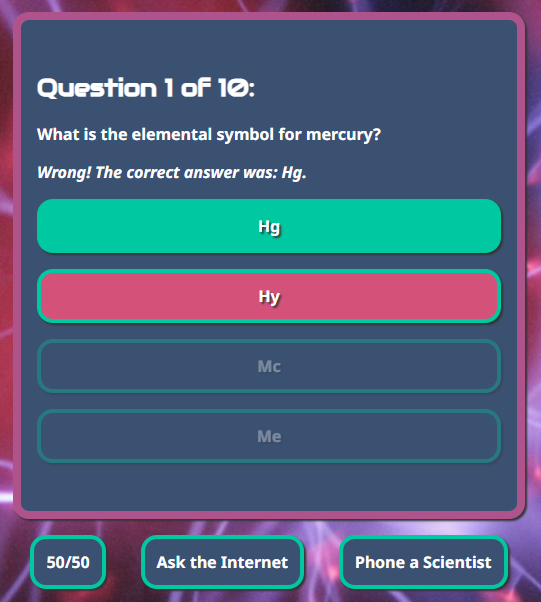 Question 1 of 10:
What is the elemental symbol for mercury?
Wrong! The correct answer was: Hg.
Hg
Hy
Mc
Me
50/50
Ask the Internet
Phone a Scientist